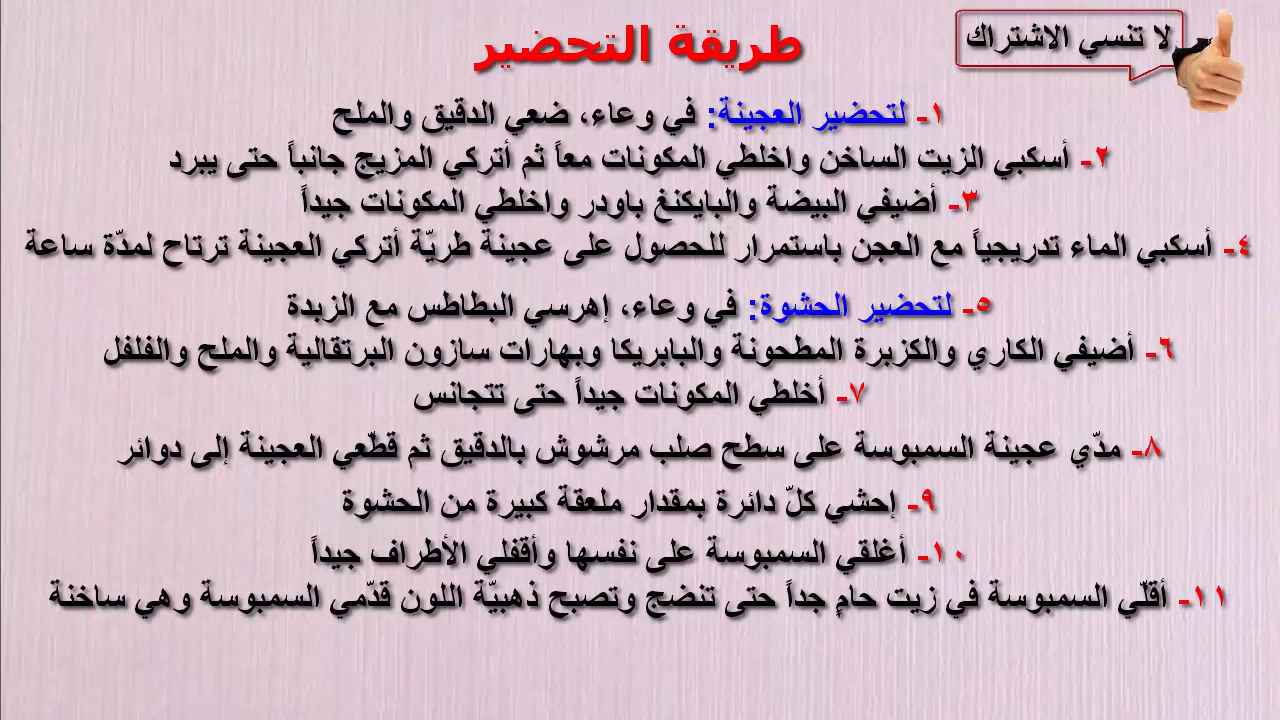 لا تنسي الاشتراك
طريقة التحضير
١- لتحضير العجينة: في وعاء، ضعي الدقيق والملح
٢- أسكبي الزيت الساخن واخلطي المكونات معاً ثم أتركي المزيج جانباً حتى يبرد
٣- أضيفي البيضة والبايكنغ باودر واخلطي المكونات جيداً
٤- أسكبي الماء تدريجياً مع العجن باستمرار للحصول على عجينة طريّة أتركي العجينة ترتاح لمدّة ساعة
٥- لتحضير الحشوة: في وعاء، إهرسي البطاطس مع الزبدة
٦- أضيفي الكاري والكزبرة المطحونة والبابريكا وبهارات سازون البرتقالية والملح والفلفل
٧- أخلطي المكونات جيداً حتى تتجانس
٨- مدّي عجينة السمبوسة على سطح صلب مرشوش بالدقيق ثم قطّعي العجينة إلى دوائر
٩- إحشي كلّ دائرة بمقدار ملعقة كبيرة من الحشوة
١٠- أغلقي السمبوسة على نفسها وأقفلي الأطراف جيداً
١١- أقلّي السمبوسة في زيت حامٍ جداً حتى تنضج وتصبح ذهبيّة اللون قدّمي السمبوسة وهي ساخنة